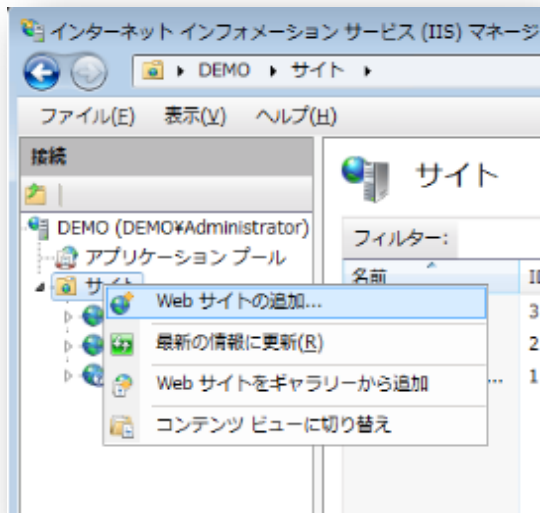 インターネット インフォメーション サービス (IIS) マネージ
DEMO サイト
ファイル(E) 表示(V) ヘルプ(H)
接続
サイト
DEMO (DEMO¥Administrator)
フィルター:
アプリケーション プール
名前
サイト
Web サイトの追加...
3
最新の情報に更新(R)
2
Web サイトをギャラリーから追加
... 1
コンテンツ ビューに切り替え